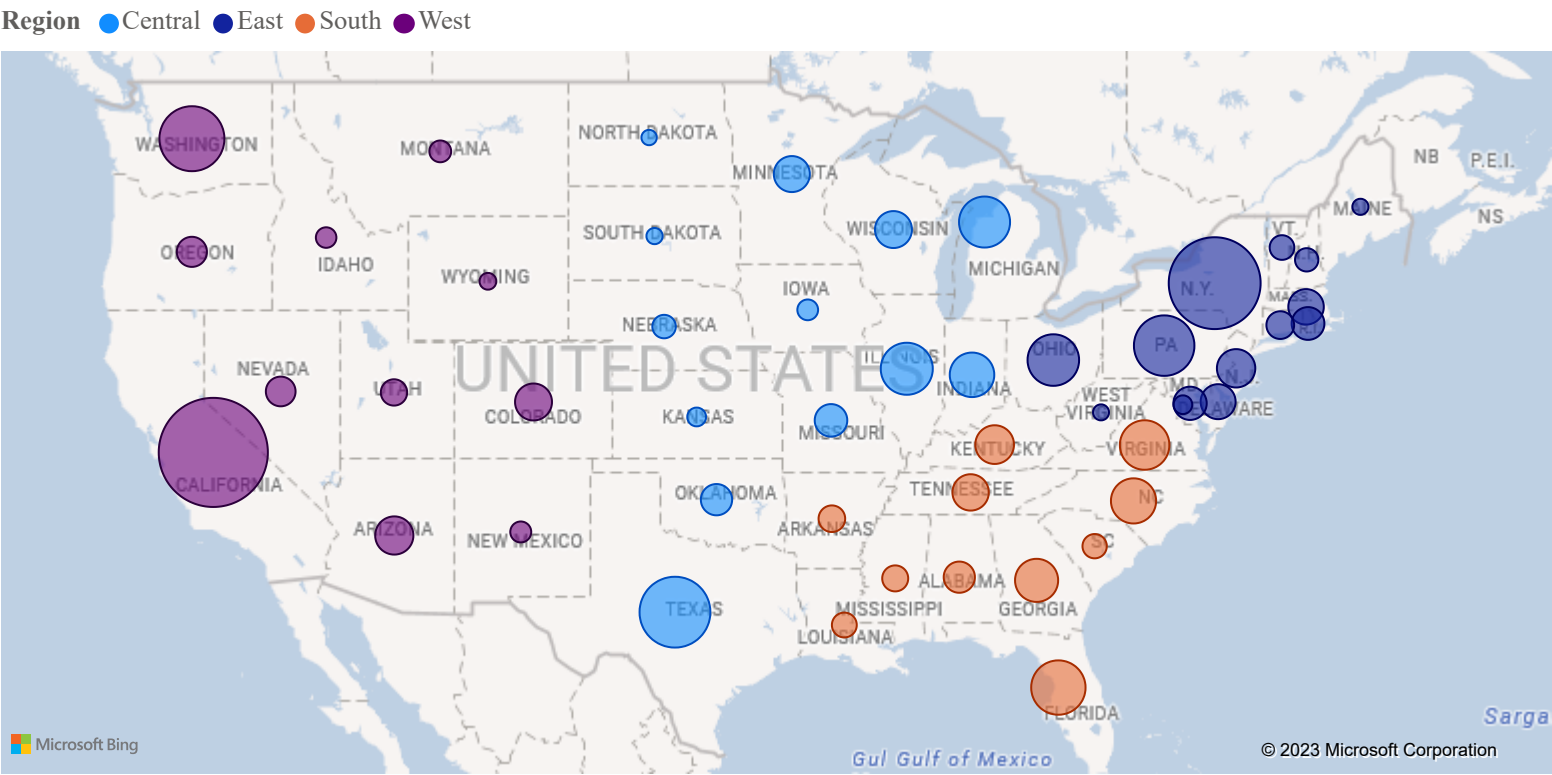 Region Central East South West
NB
P.E.I.
NORTH DAKOTA
WASHINGTON
MONTANA
MINNESOTA
MAINE
NS
VT.
N.H.
WISCONSIN
SOUTH DAKOTA
OREGON
IDAHO
MICHIGAN
WYOMING
IOWA
N.Y.
MASS.
NEBRASKA
R.I.
OHIO
PA
ILLINOIS
UNITED STATES
NEVADA
UTAH
INDIANA
N.J.
MD
WEST
VIRGINIA
DELAWARE
COLORADO
KANSAS
MISSOURI
KENTUCKY
VIRGINIA
CALIFORNIA
OKLAHOMA
TENNESSEE
NC
ARIZONA
NEW MEXICO
ARKANSAS
SC
ALABAMA
TEXAS
MISSISSIPPI
GEORGIA
LOUISIANA
FLORIDA
Sarga
Microsoft Bing
Gul Gulf of Mexico
© 2023 Microsoft Corporation